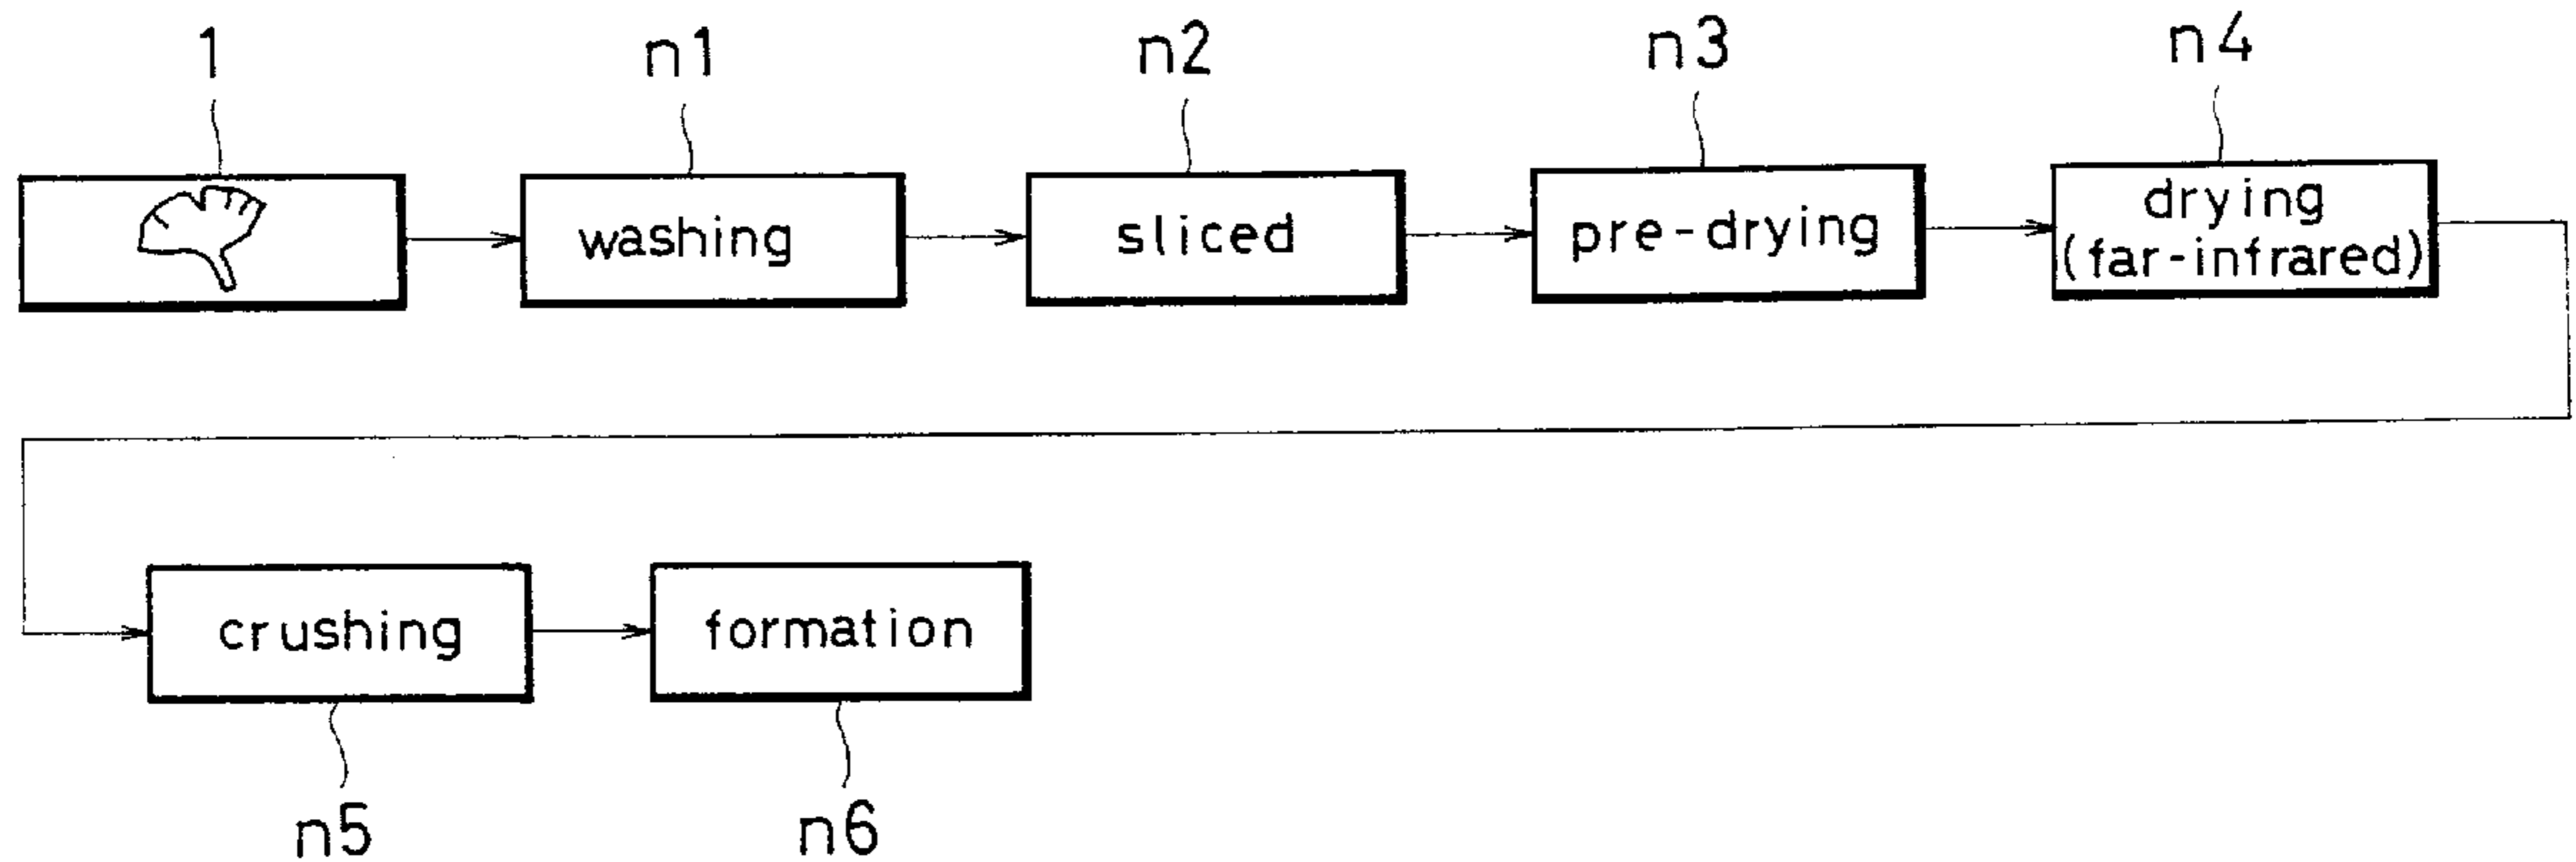 1 n1 n2 n3 n4
washing sliced pre-drying drying
(far-infrared)
crushing formation
n5 n6